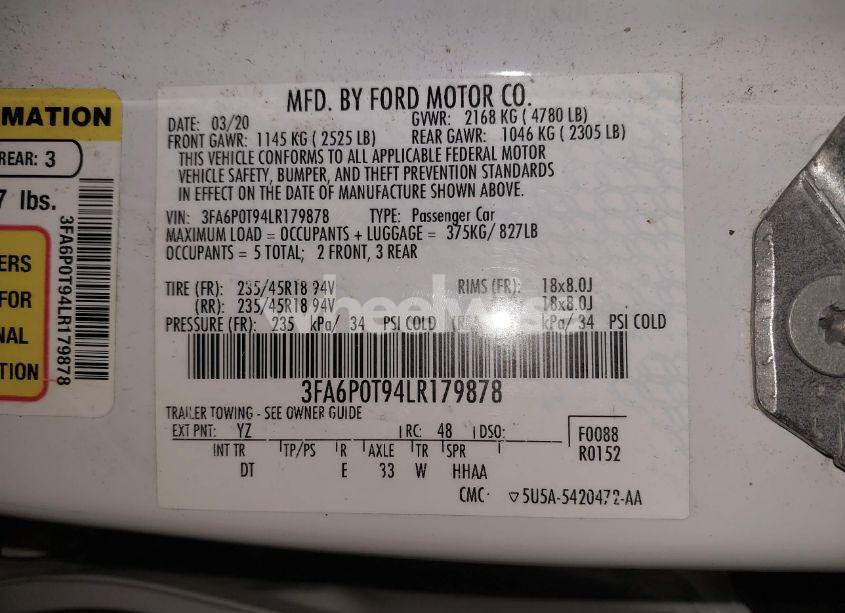 MFD. BY FORD MOTOR CO.
DATE: 03/20 GVWR: 2168 KG ( 4780 LB)
FRONT GAWR: 1145 KG ( 2525 LB) REAR GAWR: 1046 KG ( 2305 LB)
THIS VEHICLE CONFORMS TO ALL APPLICABLE FEDERAL MOTOR
VEHICLE SAFETY, BUMPER, AND THEFT PREVENTION STANDARDS
IN EFFECT ON THE DATE OF MANUFACTURE SHOWN ABOVE.
VIN: 3FA6P0T94LR179878 TYPE: Passenger Car
MAXIMUM LOAD = OCCUPANTS + LUGGAGE = 375KG/ 827LB
OCCUPANTS = 5 TOTAL; 2 FRONT, 3 REAR
TIRE (FR): 235/45R18 94V RIMS (FR): 18x8.0J
(RR): 235/45R18 94V 18x8.0J
PRESSURE (FR): 235 kPa/ 34 PSI COLD kPa/ 34 PSI COLD
3FA6P0T94LR179878
TRAILER TOWING - SEE OWNER GUIDE
EXT PNT: YZ RC: 48 DSO:
F0088
R0152
INT TR TP/PS R AXLE TR SPR
DT E 33 W HHAA
CMC 5U5A-5420472-AA
MATION
REAR: 3
7 lbs.
ERS
FOR
NAL
TION
3FA6P0T94LR179878